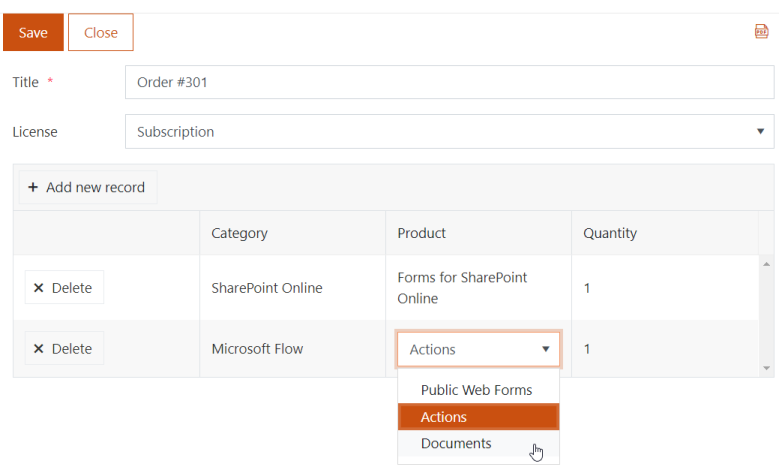 Save Close PDF
Title * Order #301
License Subscription
+ Add new record
Category Product Quantity
× Delete SharePoint Online Forms for SharePoint Online 1
× Delete Microsoft Flow Actions 1
Public Web Forms
Actions
Documents